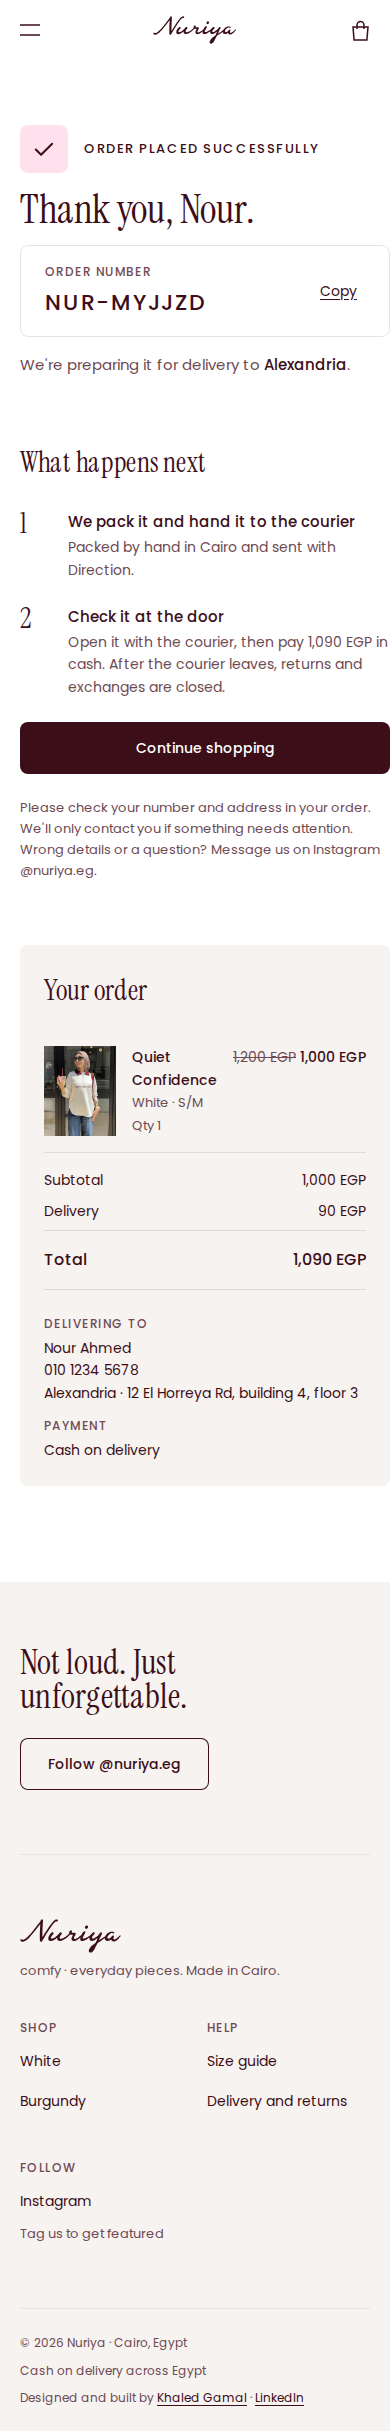 Nuriya
ORDER PLACED SUCCESSFULLY
Thank you, Nour.
ORDER NUMBER
NUR-MYJJZD
Copy
We're preparing it for delivery to Alexandria.
What happens next
1
We pack it and hand it to the courier
Packed by hand in Cairo and sent with
Direction.
2
Check it at the door
Open it with the courier, then pay 1,090 EGP in
cash. After the courier leaves, returns and
exchanges are closed.
Continue shopping
Please check your number and address in your order.
We'll only contact you if something needs attention.
Wrong details or a question? Message us on Instagram
@nuriya.eg.
Your order
Quiet 1,200 EGP 1,000 EGP
Confidence
White · S/M
Qty 1
Subtotal 1,000 EGP
Delivery 90 EGP
Total 1,090 EGP
DELIVERING TO
Nour Ahmed
010 1234 5678
Alexandria · 12 El Horreya Rd, building 4, floor 3
PAYMENT
Cash on delivery
Not loud. Just
unforgettable.
Follow @nuriya.eg
Nuriya
comfy · everyday pieces. Made in Cairo.
SHOP HELP
White Size guide
Burgundy Delivery and returns
FOLLOW
Instagram
Tag us to get featured
© 2026 Nuriya · Cairo, Egypt
Cash on delivery across Egypt
Designed and built by Khaled Gamal · LinkedIn